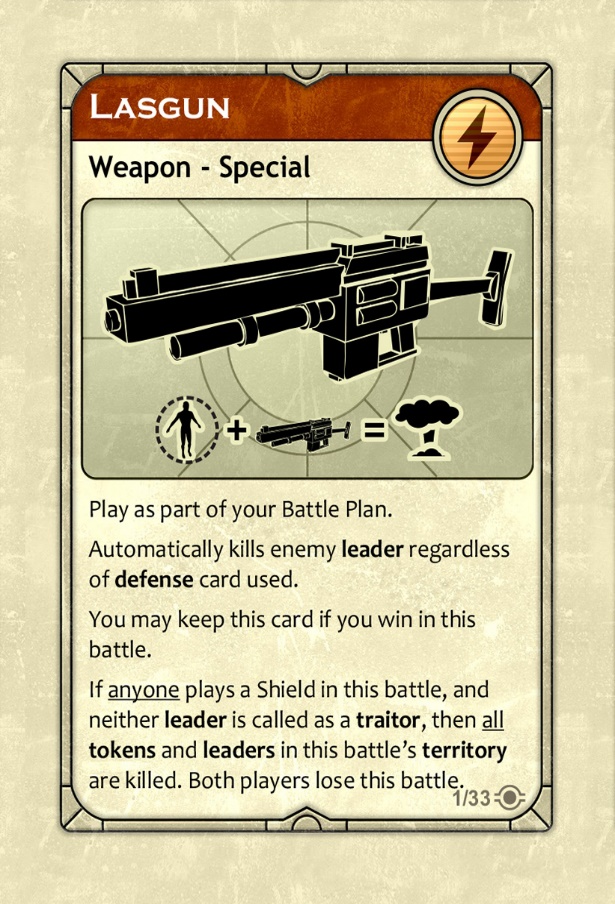 LASGUN
Weapon - Special
+ =
Play as part of your Battle Plan.
Automatically kills enemy leader regardless
of defense card used.
You may keep this card if you win in this
battle.
If anyone plays a Shield in this battle, and
neither leader is called as a traitor, then all
tokens and leaders in this battle’s territory
are killed. Both players lose this battle.
1/33